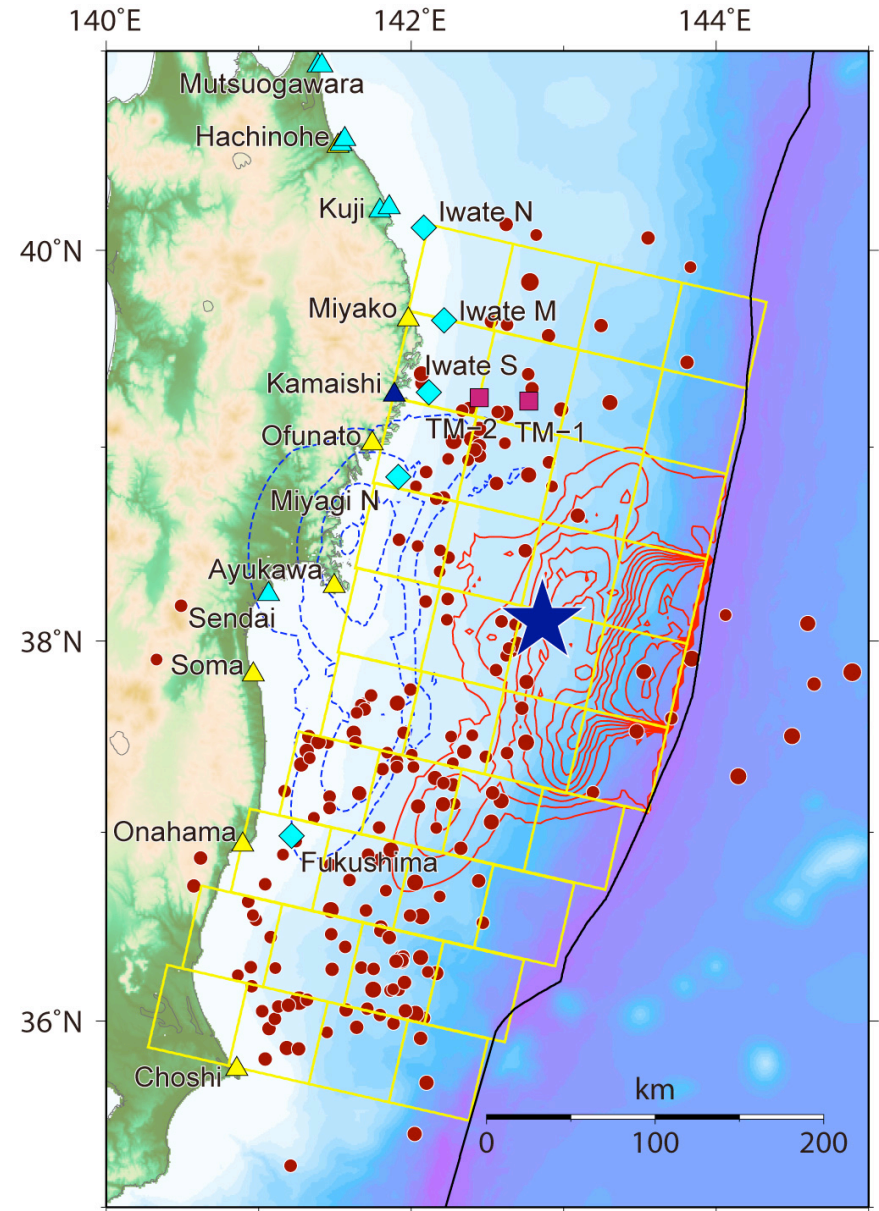 140˚E
142˚E
144˚E
Mutsuogawara
Hachinohe
Kuji
Iwate N
40˚N
Miyako
Iwate M
Iwate S
Kamaishi
TM−2
TM−1
Ofunato
Miyagi N
Ayukawa
Sendai
38˚N
Soma
Onahama
Fukushima
36˚N
Choshi
km
0
100
200